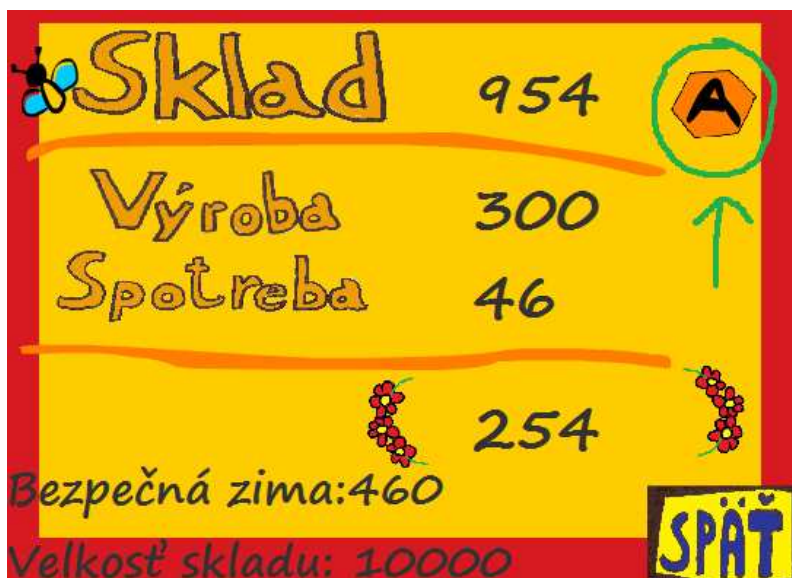 Sklad 954 A
Výroba 300
Spotreba 46
254
Bezpečná zima:460
Velkosť skladu: 10000
SPÄŤ